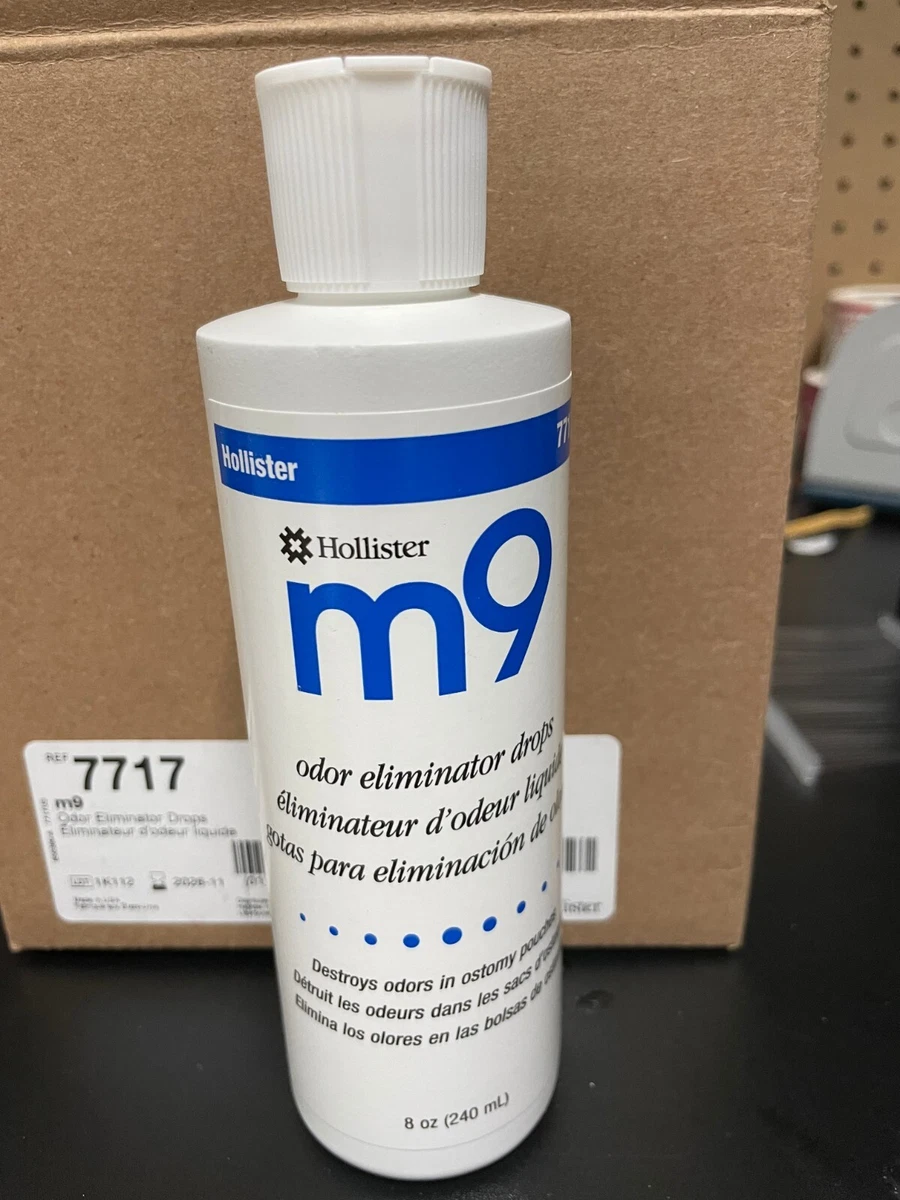 Hollister
Hollister
m9
odor eliminator drops
éliminateur d'odeur
gotas para eliminación de
Destroys odors in ostomy
Détruit les odeurs dans les sacs
Elimina los olores en las bolsas de
8 oz (240 mL)
REF 7717
m9
Odor Eliminator Drops
Éliminateur d'odeur liquide
LOT 1K112 2026-11